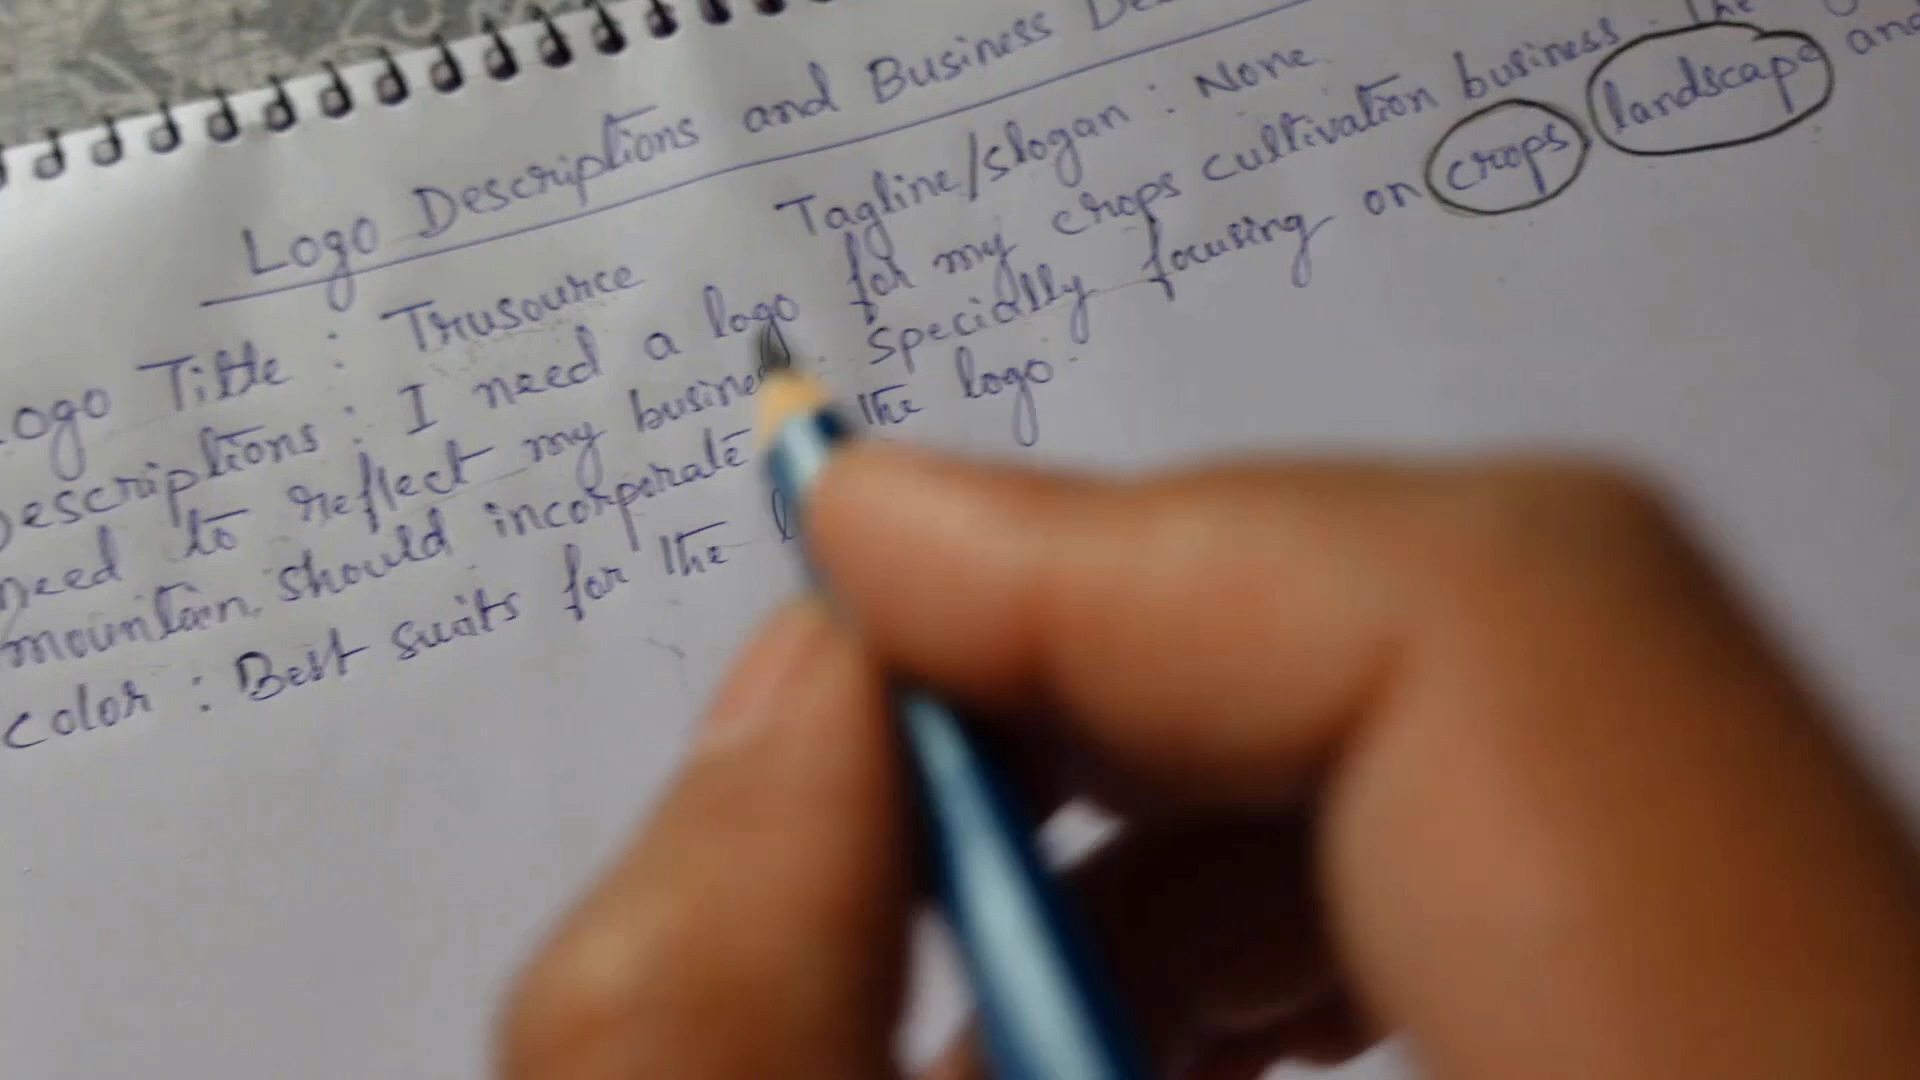 Logo Descriptions and Business
Logo Title : Trusource Tagline/slogan : None
Descriptions : I need a logo for my crops cultivation business. The
need to reflect my business. Specially focusing on crops, landscape and
mountain. should incorporate the logo.
color : Best suits for the